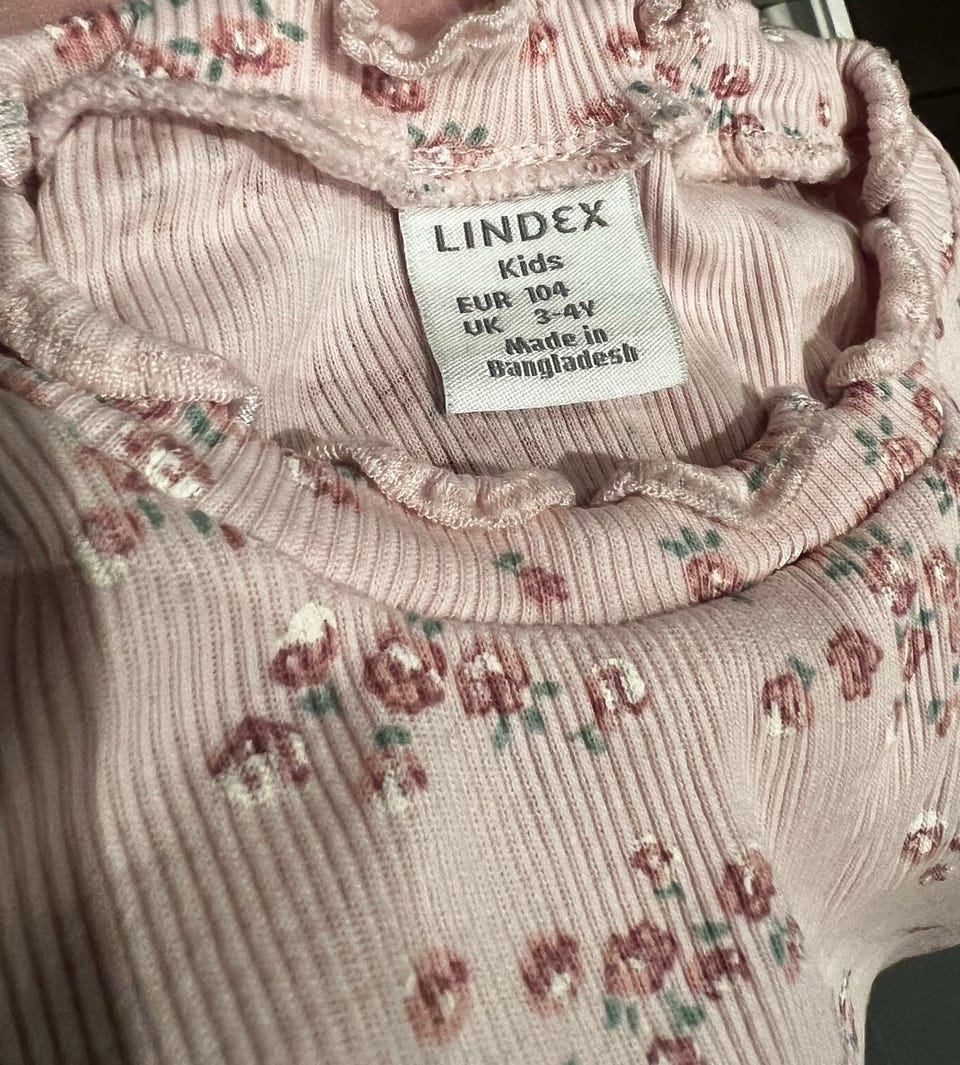 LINDEX
Kids
EUR 104
UK 3-4Y
Made in
Bangladesh